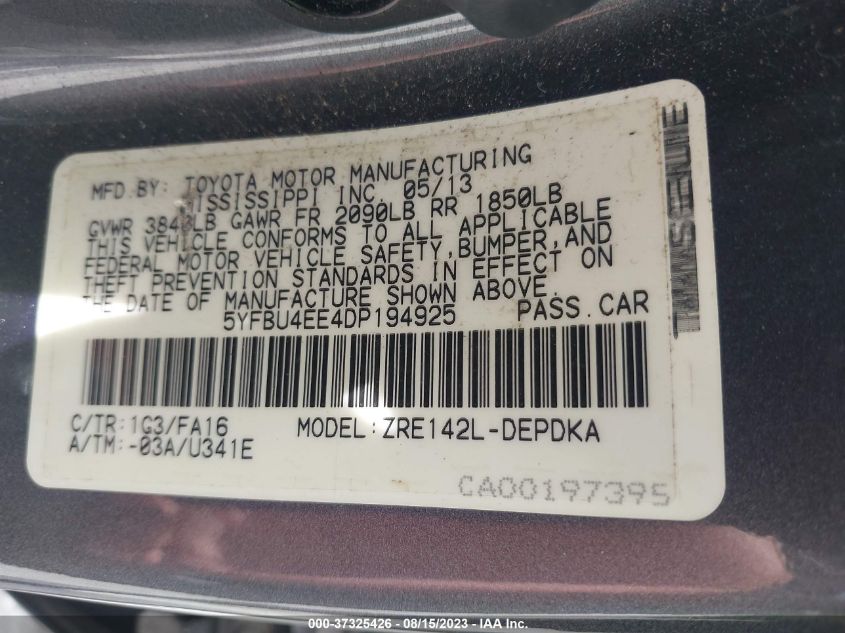 MFD.BY: TOYOTA MOTOR MANUFACTURING
MISSISSIPPI INC. 05/13
GVWR LB GAWR FR 2090LB RR 1850LB
THIS VEHICLE CONFORMS TO ALL APPLICABLE
FEDERAL MOTOR VEHICLE SAFETY,BUMPER,AND
THEFT PREVENTION STANDARDS IN EFFECT ON
THE DATE OF MANUFACTURE SHOWN ABOVE.
5YFBU4EE4DP194925 PASS.CAR
C/TR:1G3/FA16 MODEL:ZRE142L-DEPDKA
A/TM:-03A/U341E
CA00197395
000-37325426 - 08/15/2023 - IAA Inc.